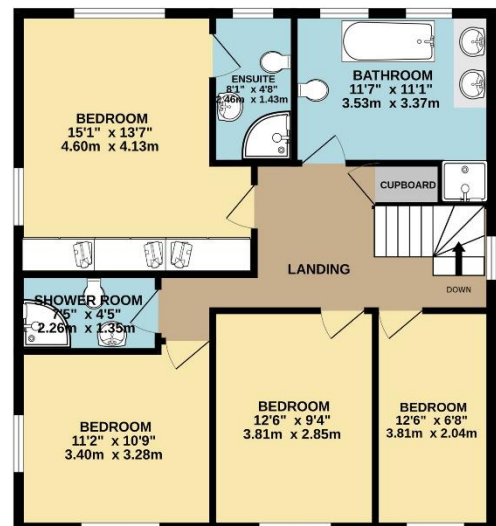 BEDROOM
15'1" x 13'7"
4.60m x 4.13m
ENSUITE
8'1" x 4'8"
2.46m x 1.43m
BATHROOM
11'7" x 11'1"
3.53m x 3.37m
CUPBOARD
LANDING
DOWN
SHOWER ROOM
7'5" x 4'5"
2.26m x 1.35m
BEDROOM
11'2" x 10'9"
3.40m x 3.28m
BEDROOM
12'6" x 9'4"
3.81m x 2.85m
BEDROOM
12'6" x 6'8"
3.81m x 2.04m